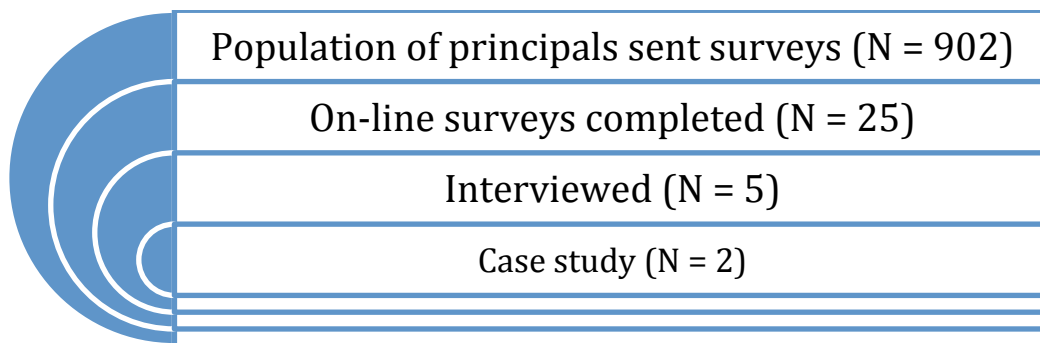 Population of principals sent surveys (N = 902)
On-line surveys completed (N = 25)
Interviewed (N = 5)
Case study (N = 2)